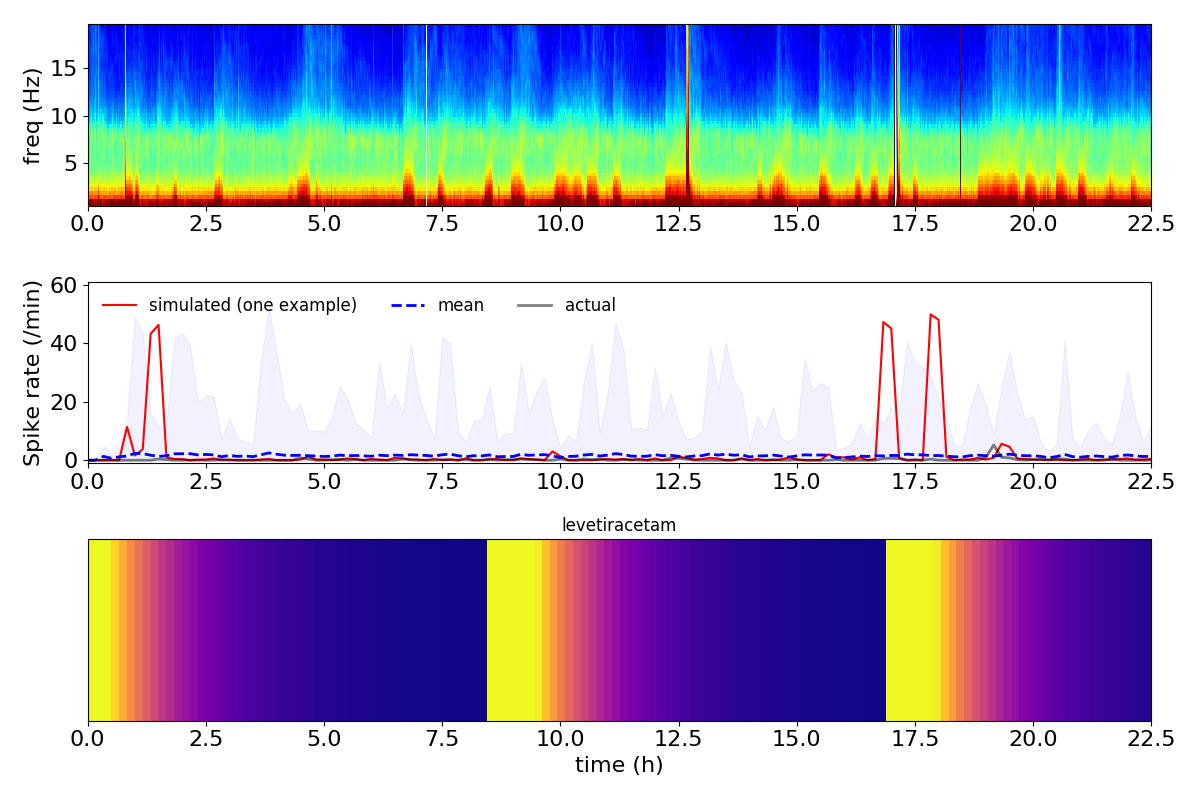 freq (Hz)
15
10
5
0.0 2.5 5.0 7.5 10.0 12.5 15.0 17.5 20.0 22.5
Spike rate (/min)
60
40
20
0
simulated (one example) mean actual
0.0 2.5 5.0 7.5 10.0 12.5 15.0 17.5 20.0 22.5
levetiracetam
0.0 2.5 5.0 7.5 10.0 12.5 15.0 17.5 20.0 22.5
time (h)